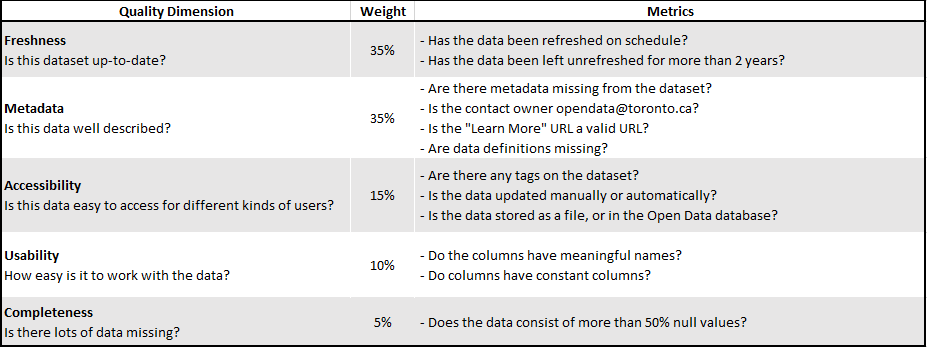 Quality Dimension Weight Metrics
Freshness
Is this dataset up-to-date?
35%
- Has the data been refreshed on schedule?
- Has the data been left unrefreshed for more than 2 years?
Metadata
Is this data well described?
35%
- Are there metadata missing from the dataset?
- Is the contact owner opendata@toronto.ca?
- Is the "Learn More" URL a valid URL?
- Are data definitions missing?
Accessibility
Is this data easy to access for different kinds of users?
15%
- Are there any tags on the dataset?
- Is the data updated manually or automatically?
- Is the data stored as a file, or in the Open Data database?
Usability
How easy is it to work with the data?
10%
- Do the columns have meaningful names?
- Do columns have constant columns?
Completeness
Is there lots of data missing?
5%
- Does the data consist of more than 50% null values?